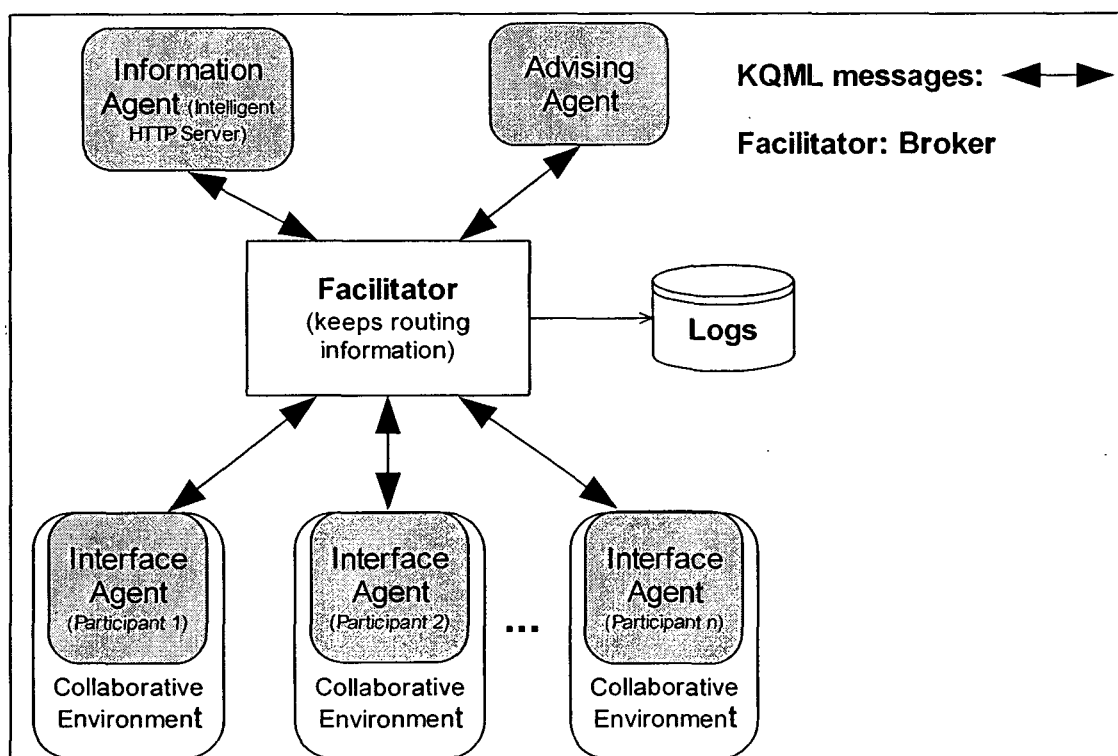 Information
Agent (Intelligent
HTTP Server)
Advising
Agent
KQML messages:
Facilitator: Broker
Facilitator
(keeps routing
information)
Logs
Interface
Agent
(Participant 1)
Collaborative
Environment
Interface
Agent
(Participant 2)
Collaborative
Environment
...
Interface
Agent
(Participant n)
Collaborative
Environment